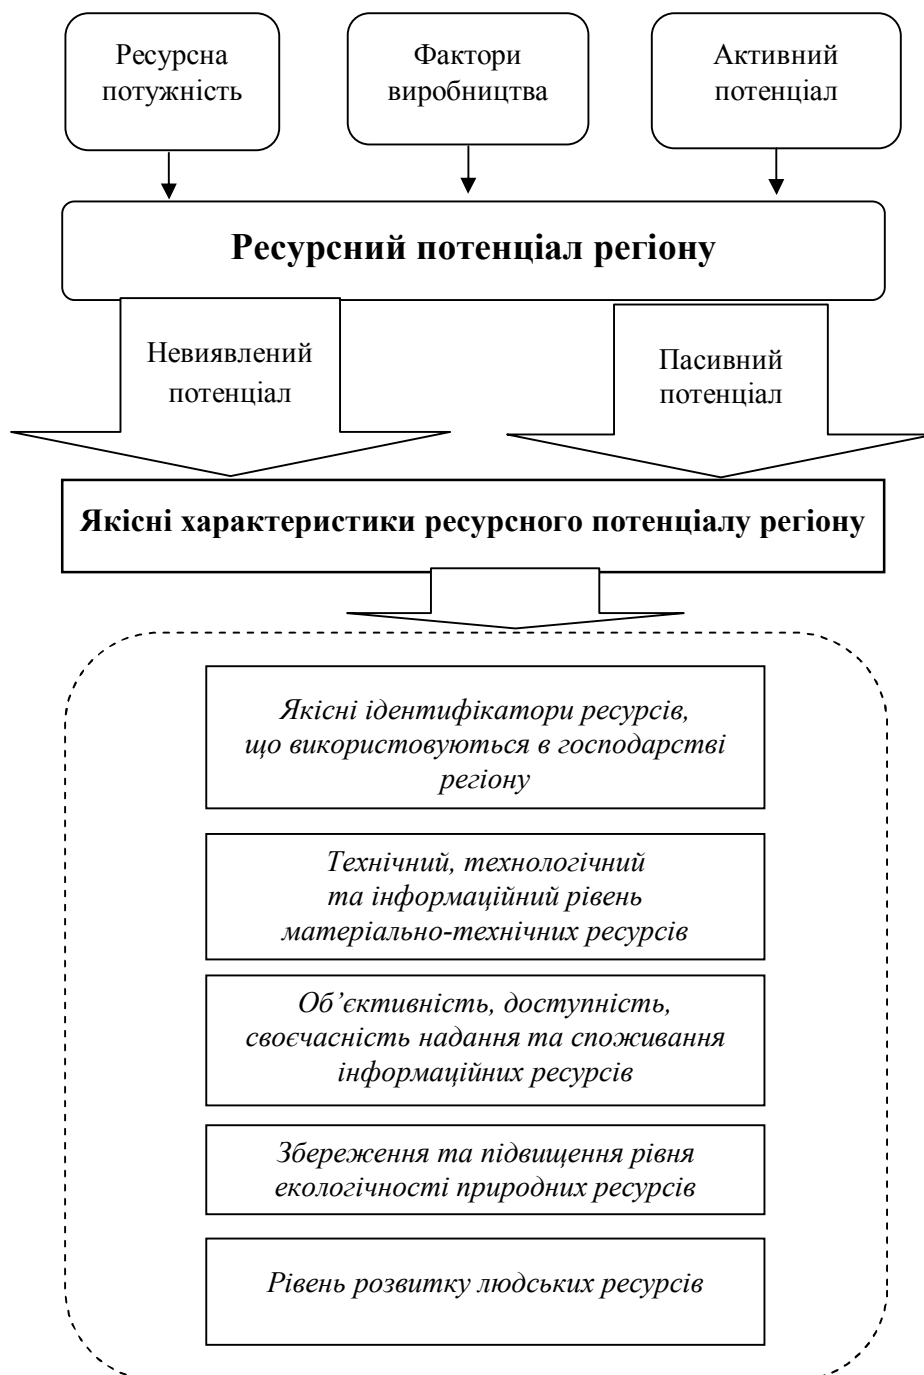 Ресурсна
потужність
Фактори
виробництва
Активний
потенціал
Ресурсний потенціал регіону
Невиявлений
потенціал
Пасивний
потенціал
Якісні характеристики ресурсного потенціалу регіону
Якісні ідентифікатори ресурсів,
що використовуються в господарстві
регіону
Технічний, технологічний
та інформаційний рівень
матеріально-технічних ресурсів
Об’єктивність, доступність,
своєчасність надання та споживання
інформаційних ресурсів
Збереження та підвищення рівня
екологічності природних ресурсів
Рівень розвитку людських ресурсів